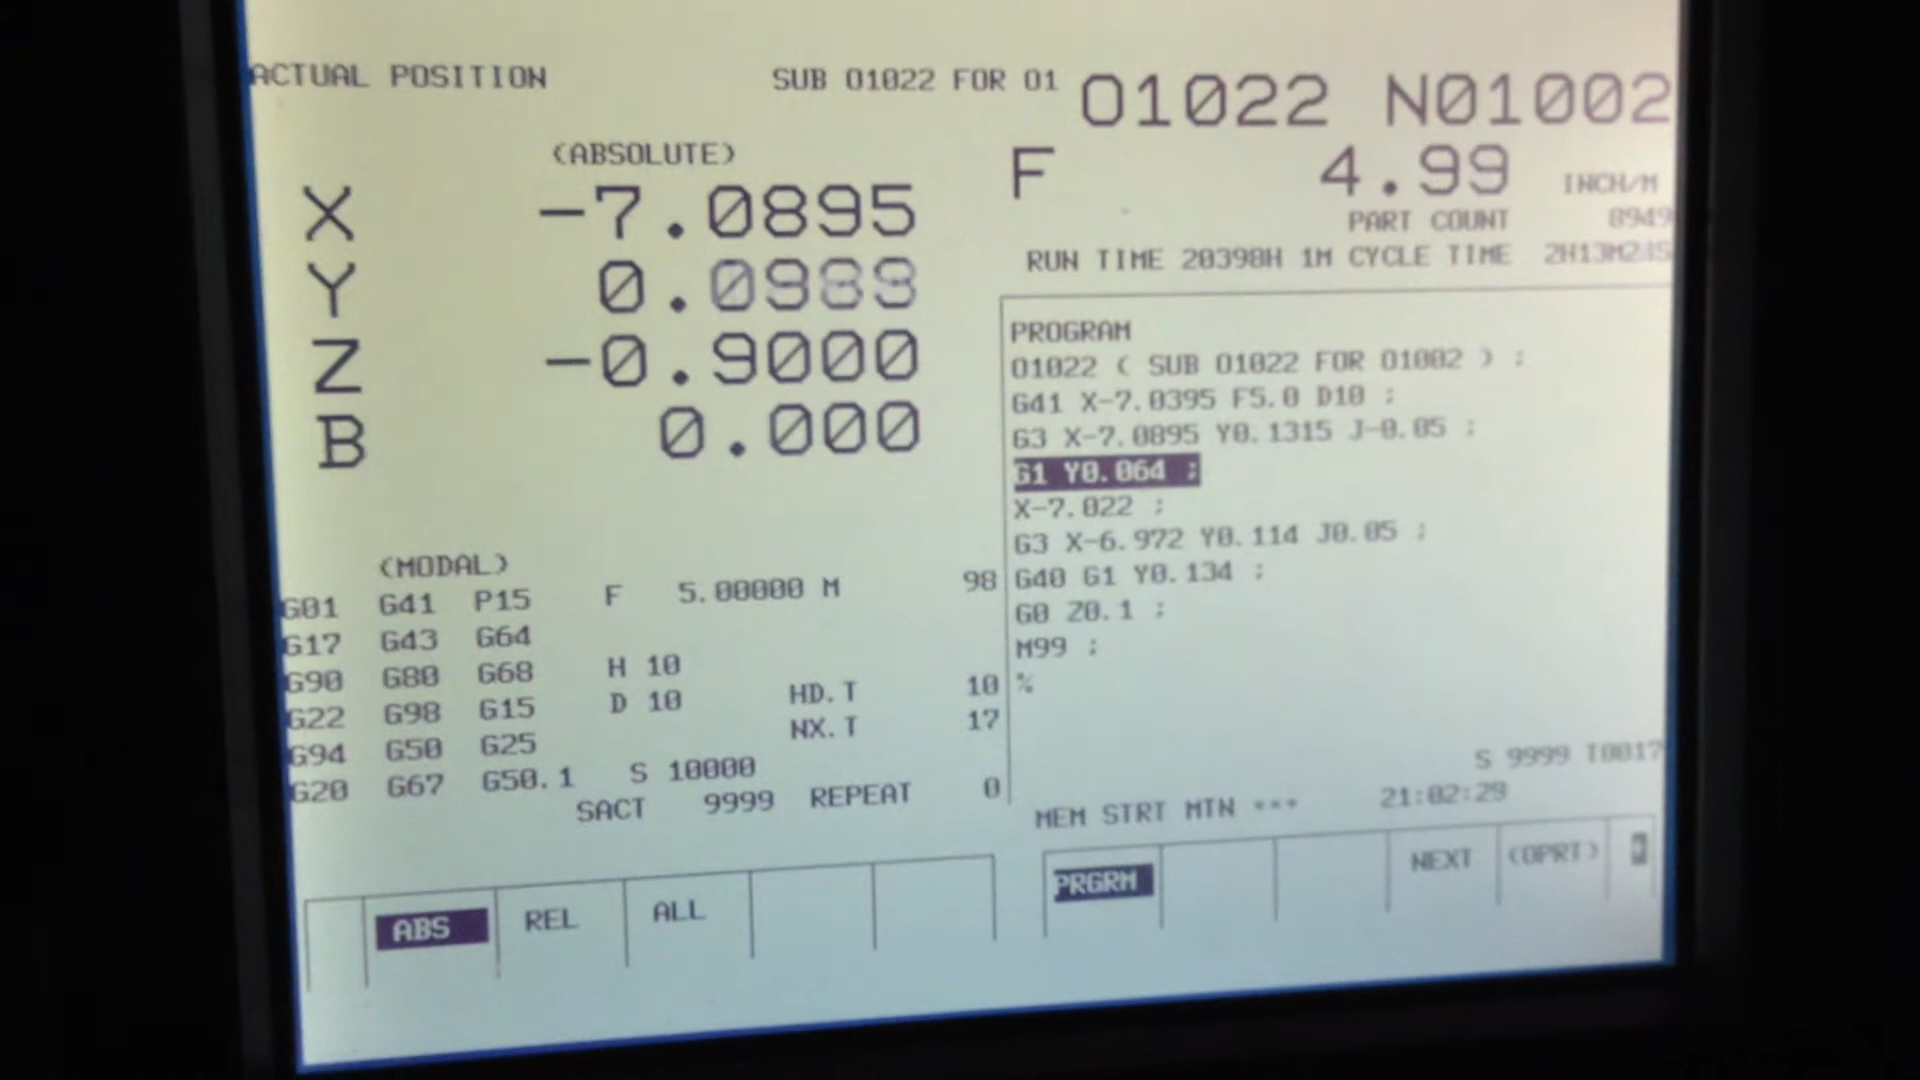 ACTUAL POSITION
SUB O1022 FOR O1
O1022 N01002
(ABSOLUTE)
F 4.99 INCH/M
X -7.0895
PART COUNT 8949
Y
RUN TIME 20398H 1M CYCLE TIME
Z -0.9000
B 0.000
PROGRAM
O1022 ( SUB O1022 FOR O1002 ) ;
G41 X-7.0395 F5.0 D10 ;
G3 X-7.0895 Y0.1315 J-0.05 ;
G1 Y0.064 ;
X-7.022 ;
G3 X-6.972 Y0.114 J0.05 ;
G40 G1 Y0.134 ;
G0 Z0.1 ;
M99 ;
%
(MODAL)
G01 G41 P15 F 5.00000 M 98
G17 G43 G64
G90 G80 G68 H 10
G22 G98 G15 D 10 HD.T 10
G94 G50 G25 NX.T 17
G20 G67 G50.1 S 10000
SACT 9999 REPEAT 0
S 9999 T0017
MEM STRT MTN *** 21:02:29
ABS REL ALL
PRGRM NEXT (OPRT)